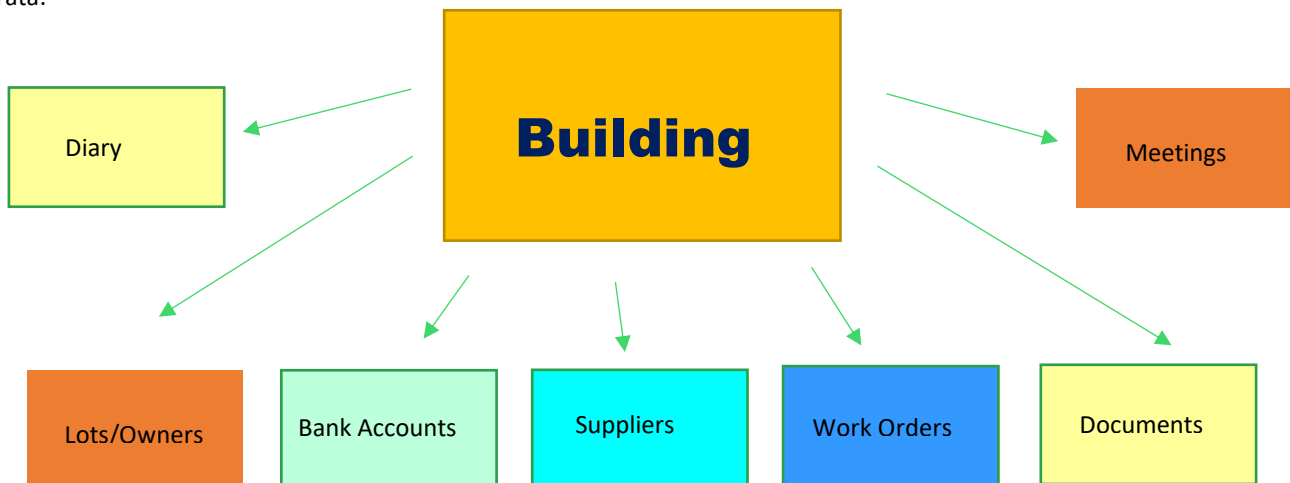 Building
Diary
Meetings
Lots/Owners
Bank Accounts
Suppliers
Work Orders
Documents